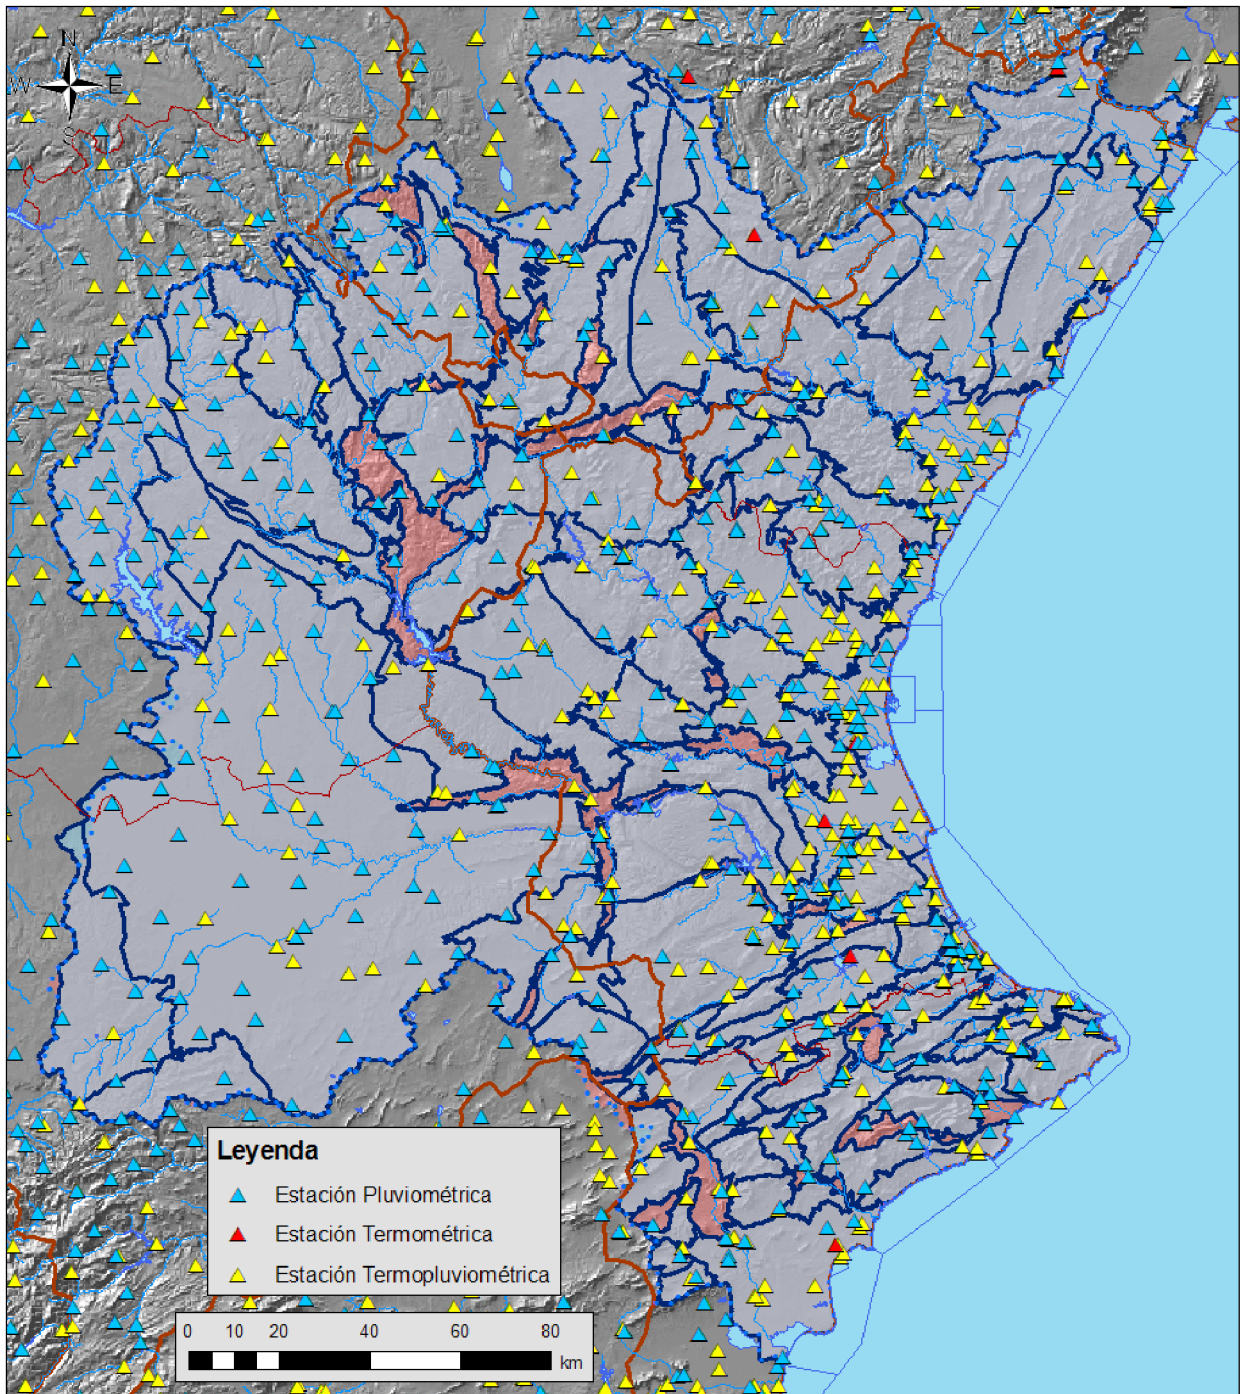 N
W E
S
Leyenda
Estación Pluviométrica
Estación Termométrica
Estación Termopluviométrica
0 10 20 40 60 80
km